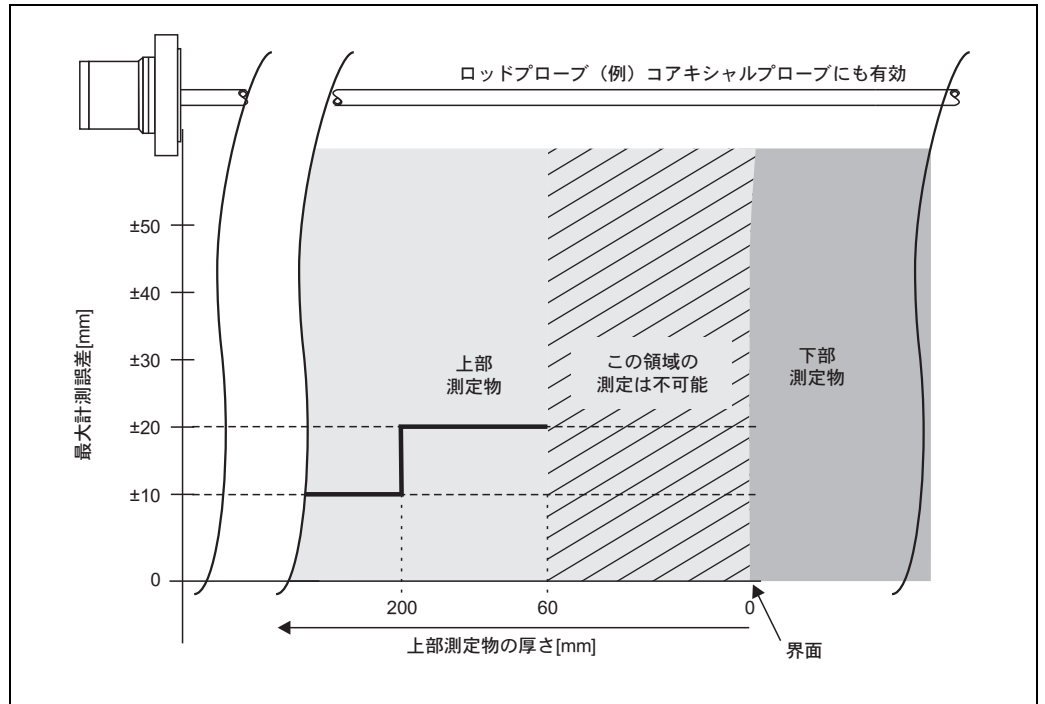 ロッドプローブ（例）コアキシャルプローブにも有効
最大計測誤差[mm]
±50
±40
±30
±20
±10
0
上部
測定物
この領域の
測定は不可能
下部
測定物
200
60
0
上部測定物の厚さ[mm]
界面